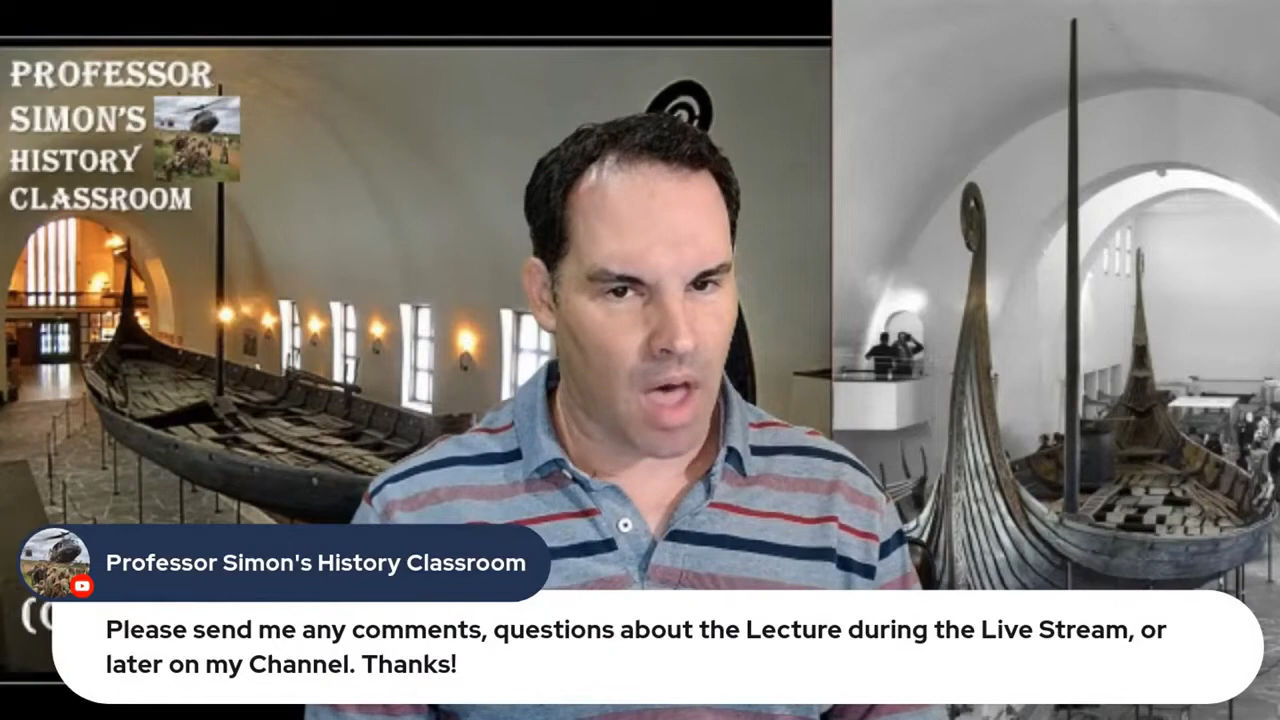 PROFESSOR
SIMON'S
HISTORY
CLASSROOM
Professor Simon's History Classroom
Please send me any comments, questions about the Lecture during the Live Stream, or
later on my Channel. Thanks!